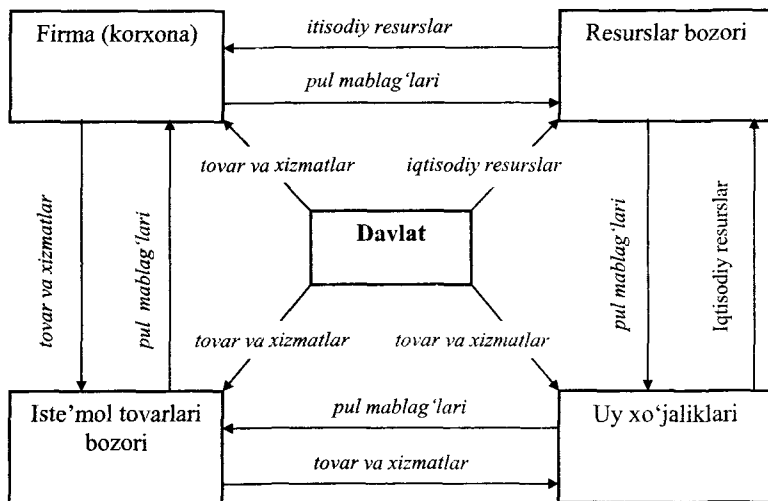 Firma (korxona)
itisodiy resurslar
Resurslar bozori
pul mablag‘lari
tovar va xizmatlar
iqtisodiy resurslar
tovar va xizmatlar
pul mablag‘lari
Davlat
pul mablag‘lari
Iqtisodiy resurslar
tovar va xizmatlar
tovar va xizmatlar
Iste’mol tovarlari
bozori
pul mablag‘lari
Uy xo‘jaliklari
tovar va xizmatlar